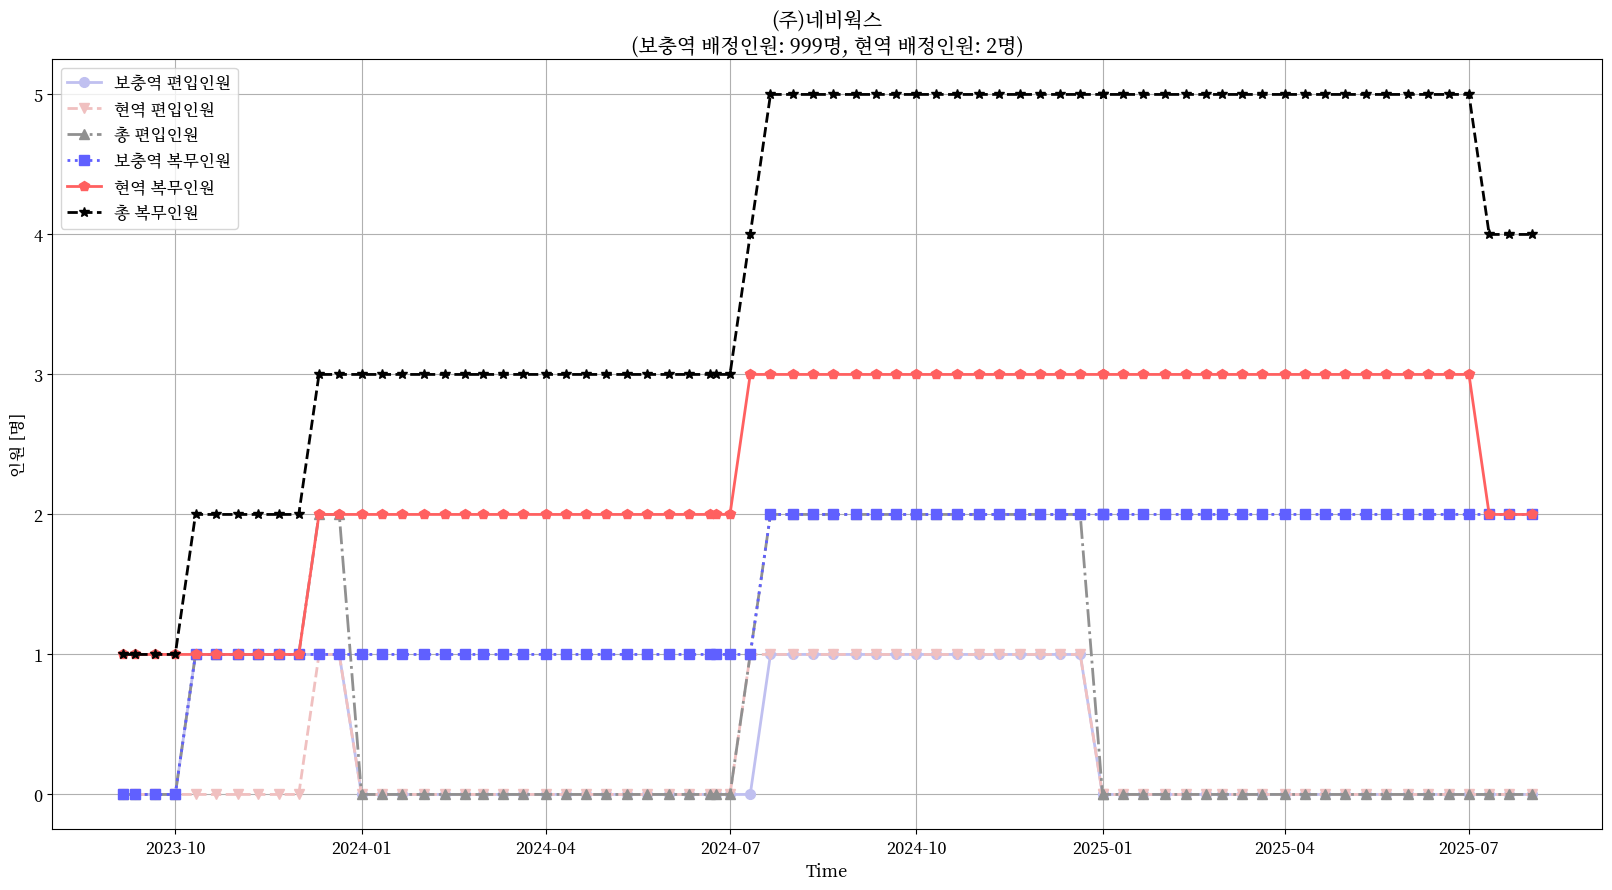 (주)네비웍스
(보충역 배정인원: 999명, 현역 배정인원: 2명)
보충역 편입인원
현역 편입인원
총 편입인원
보충역 복무인원
현역 복무인원
총 복무인원
인원 [명]
5
4
3
2
1
0
2023-10
2024-01
2024-04
2024-07
2024-10
2025-01
2025-04
2025-07
Time